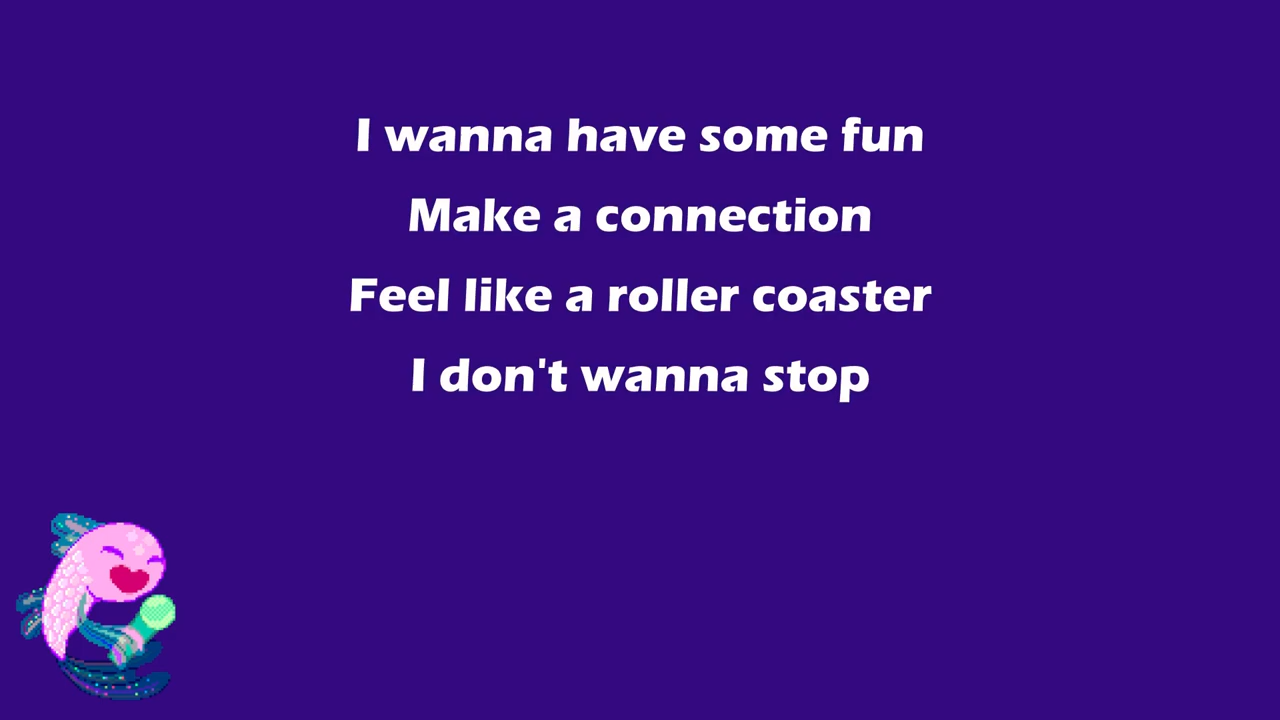 I wanna have some fun
Make a connection
Feel like a roller coaster
I don't wanna stop